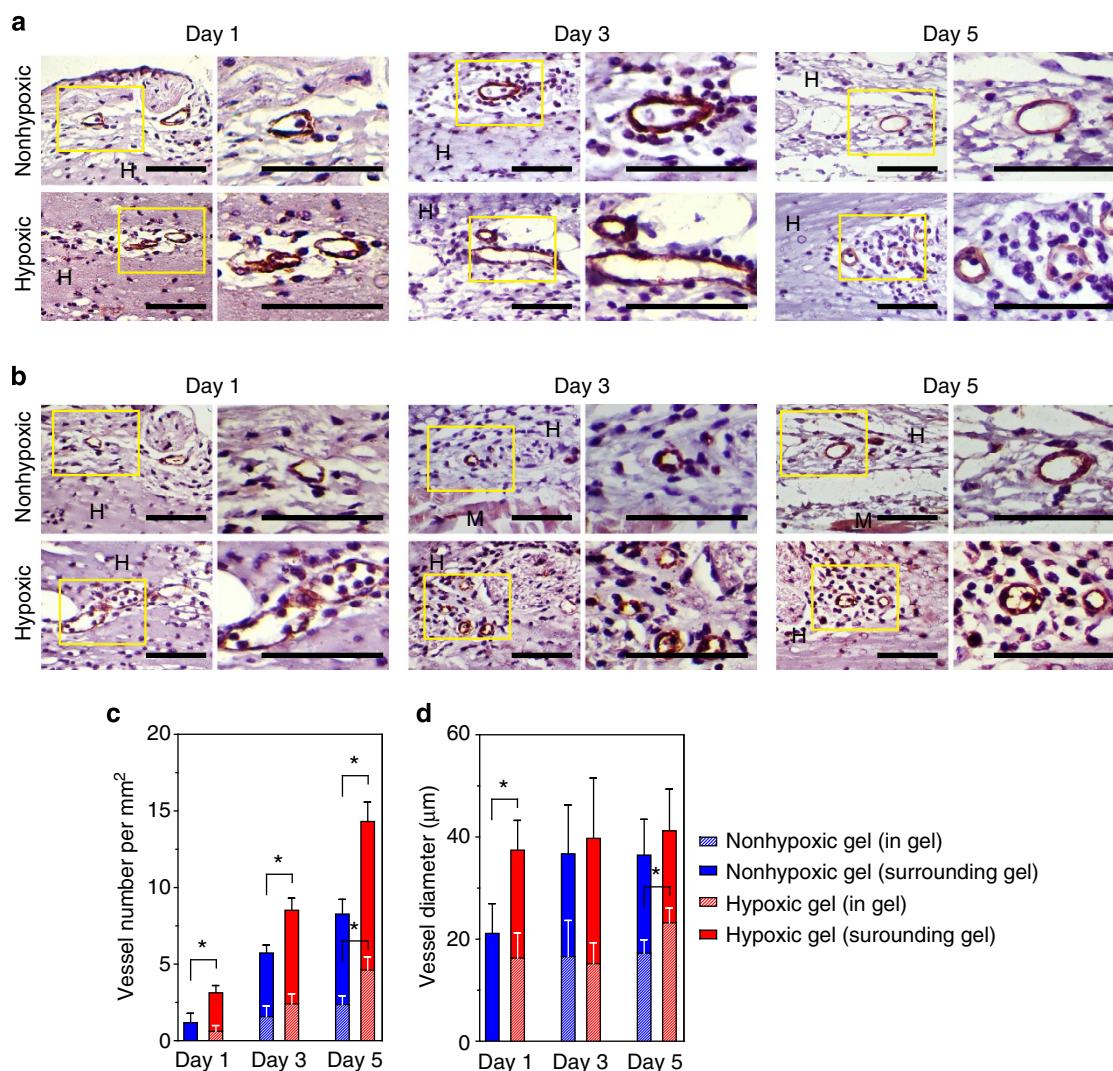 a
Day 1
Day 3
Day 5
Nonhypoxic
H
H
H
Hypoxic
H
H
H
b
Day 1
Day 3
Day 5
Nonhypoxic
H
H
M
H
M
Hypoxic
H
H
H
c
Vessel number per mm²
20
15
10
5
0
*
*
*
*
Day 1
Day 3
Day 5
d
Vessel diameter (μm)
60
40
20
0
*
*
Day 1
Day 3
Day 5
Nonhypoxic gel (in gel)
Nonhypoxic gel (surrounding gel)
Hypoxic gel (in gel)
Hypoxic gel (surounding gel)